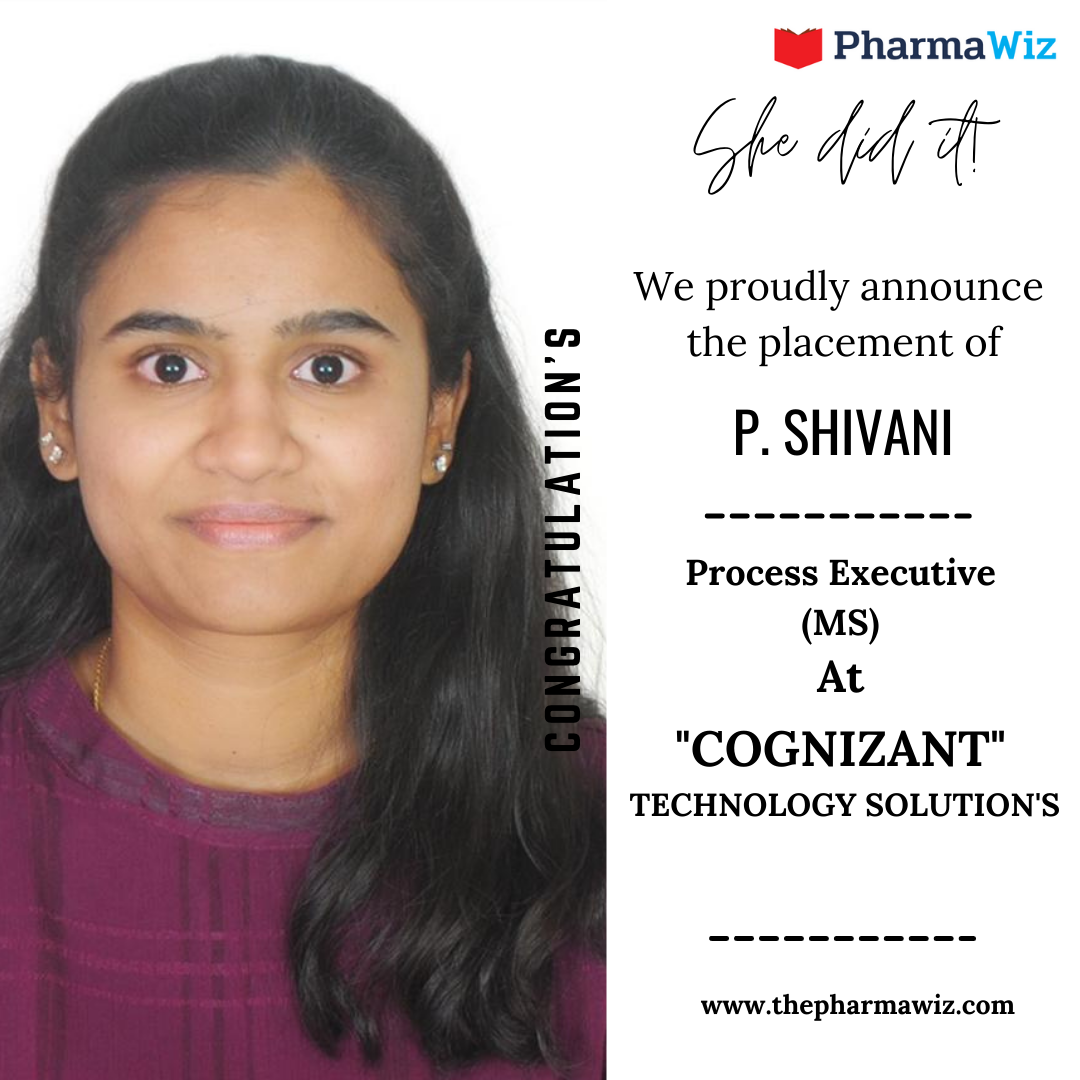 PharmaWiz
She did it!
We proudly announce
the placement of
P. SHIVANI
Process Executive
(MS)
At
"COGNIZANT"
TECHNOLOGY SOLUTION'S
www.thepharmawiz.com
CONGRATULATION'S